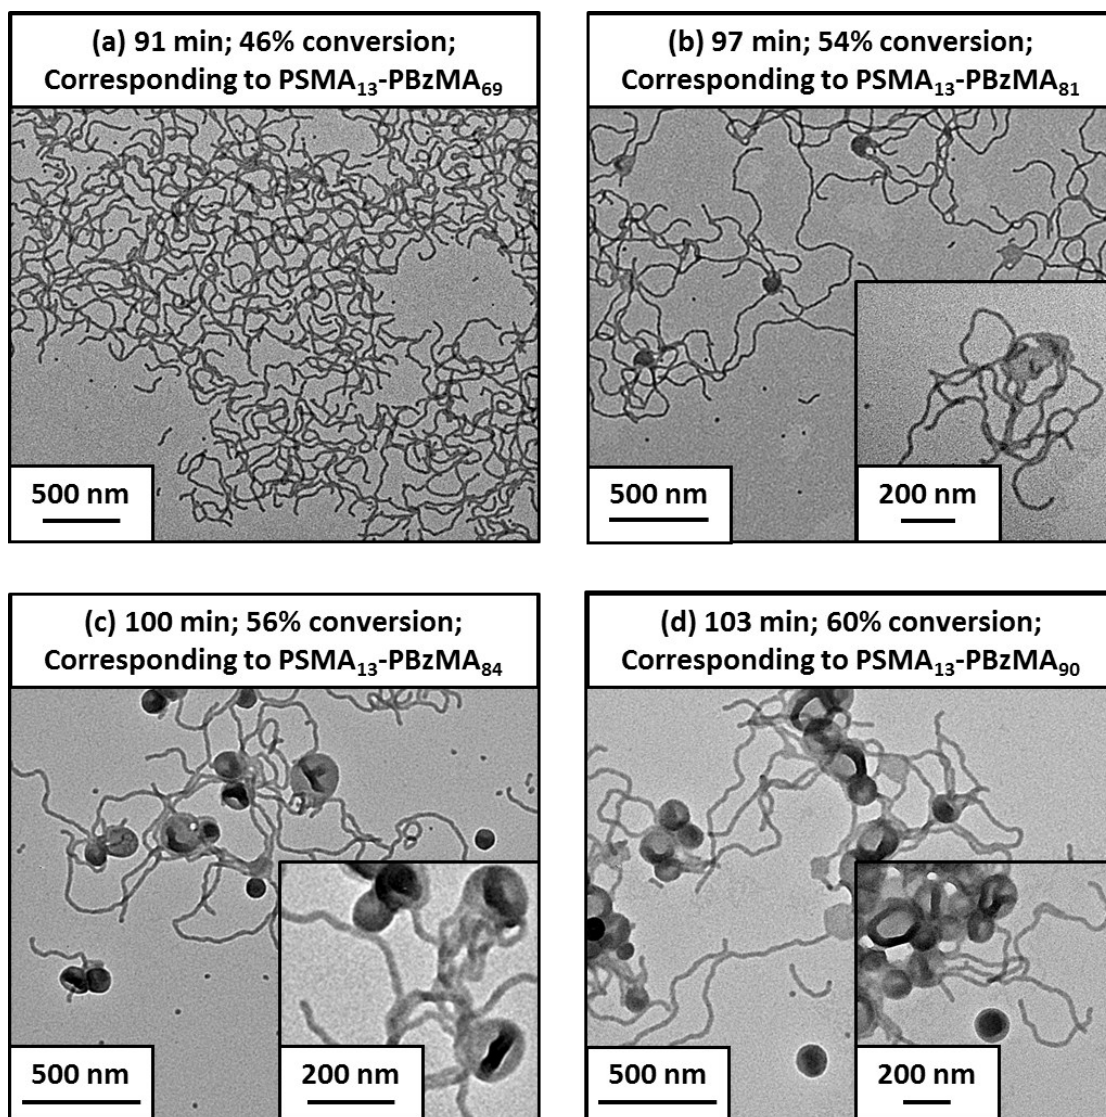 (a) 91 min; 46% conversion;
Corresponding to PSMA₁₃-PBzMA₆₉
500 nm
(b) 97 min; 54% conversion;
Corresponding to PSMA₁₃-PBzMA₈₁
500 nm
200 nm
(c) 100 min; 56% conversion;
Corresponding to PSMA₁₃-PBzMA₈₄
500 nm
200 nm
(d) 103 min; 60% conversion;
Corresponding to PSMA₁₃-PBzMA₉₀
500 nm
200 nm